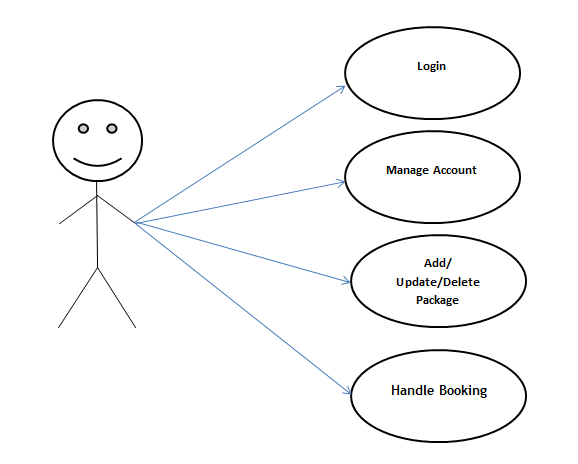 Login
Manage Account
Add/
Update/Delete
Package
Handle Booking